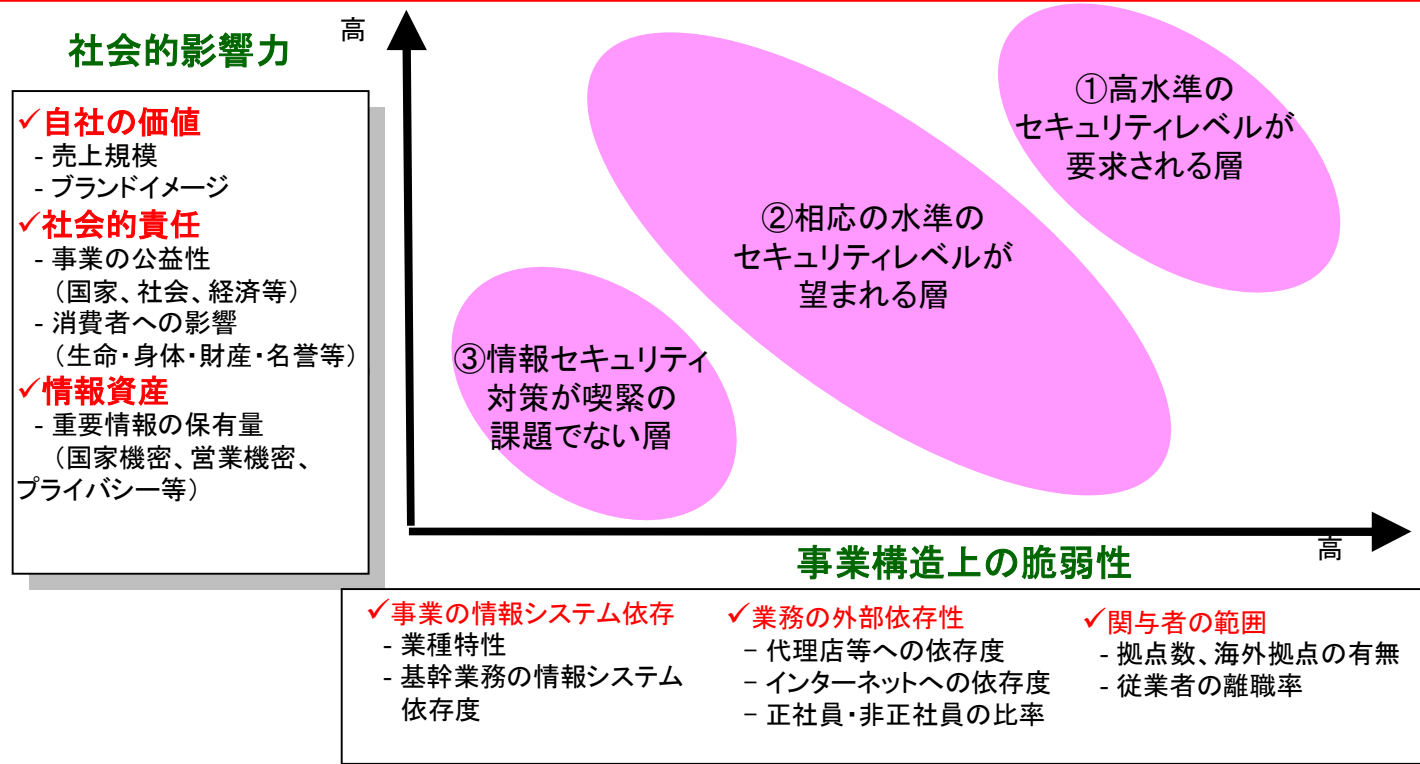 社会的影響力
高
✓自社の価値
- 売上規模
- ブランドイメージ
✓社会的責任
- 事業の公益性
（国家、社会、経済等）
- 消費者への影響
（生命・身体・財産・名誉等）
✓情報資産
- 重要情報の保有量
（国家機密、営業機密、
プライバシー等）
①高水準の
セキュリティレベルが
要求される層
②相応の水準の
セキュリティレベルが
望まれる層
③情報セキュリティ
対策が喫緊の
課題でない層
高
事業構造上の脆弱性
✓事業の情報システム依存
- 業種特性
- 基幹業務の情報システム
依存度
✓業務の外部依存性
- 代理店等への依存度
- インターネットへの依存度
- 正社員・非正社員の比率
✓関与者の範囲
- 拠点数、海外拠点の有無
- 従業者の離職率